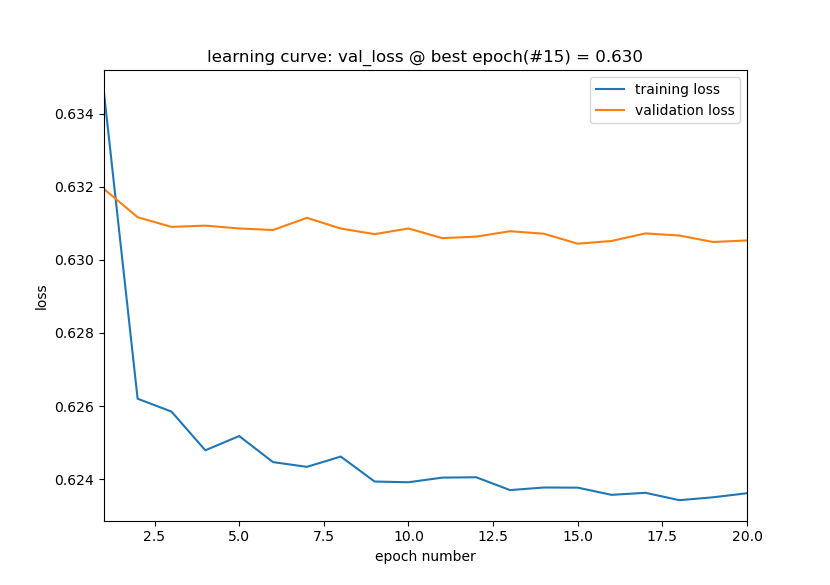 learning curve: val_loss @ best epoch(#15) = 0.630
training loss
validation loss
0.634
0.632
0.630
0.628
0.626
0.624
loss
2.5 5.0 7.5 10.0 12.5 15.0 17.5 20.0
epoch number